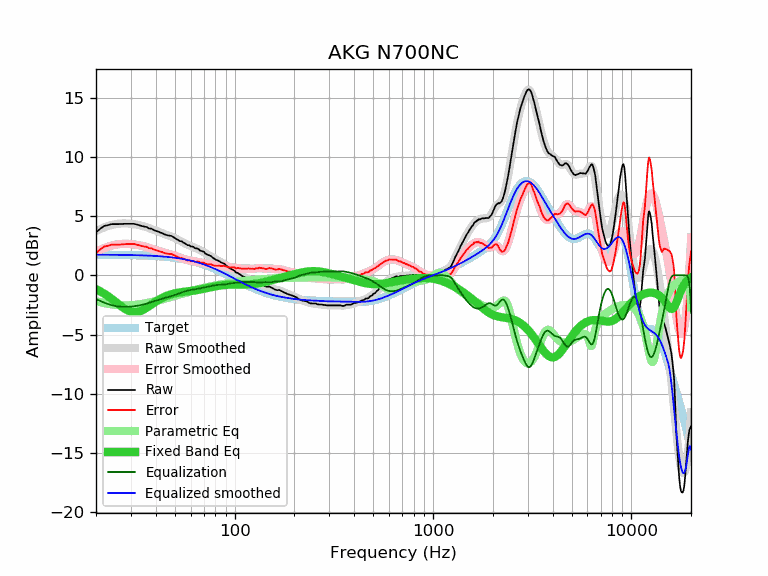 AKG N700NC
15
10
5
0
−5
−10
−15
−20
Amplitude (dBr)
Target
Raw Smoothed
Error Smoothed
Raw
Error
Parametric Eq
Fixed Band Eq
Equalization
Equalized smoothed
100
1000
10000
Frequency (Hz)